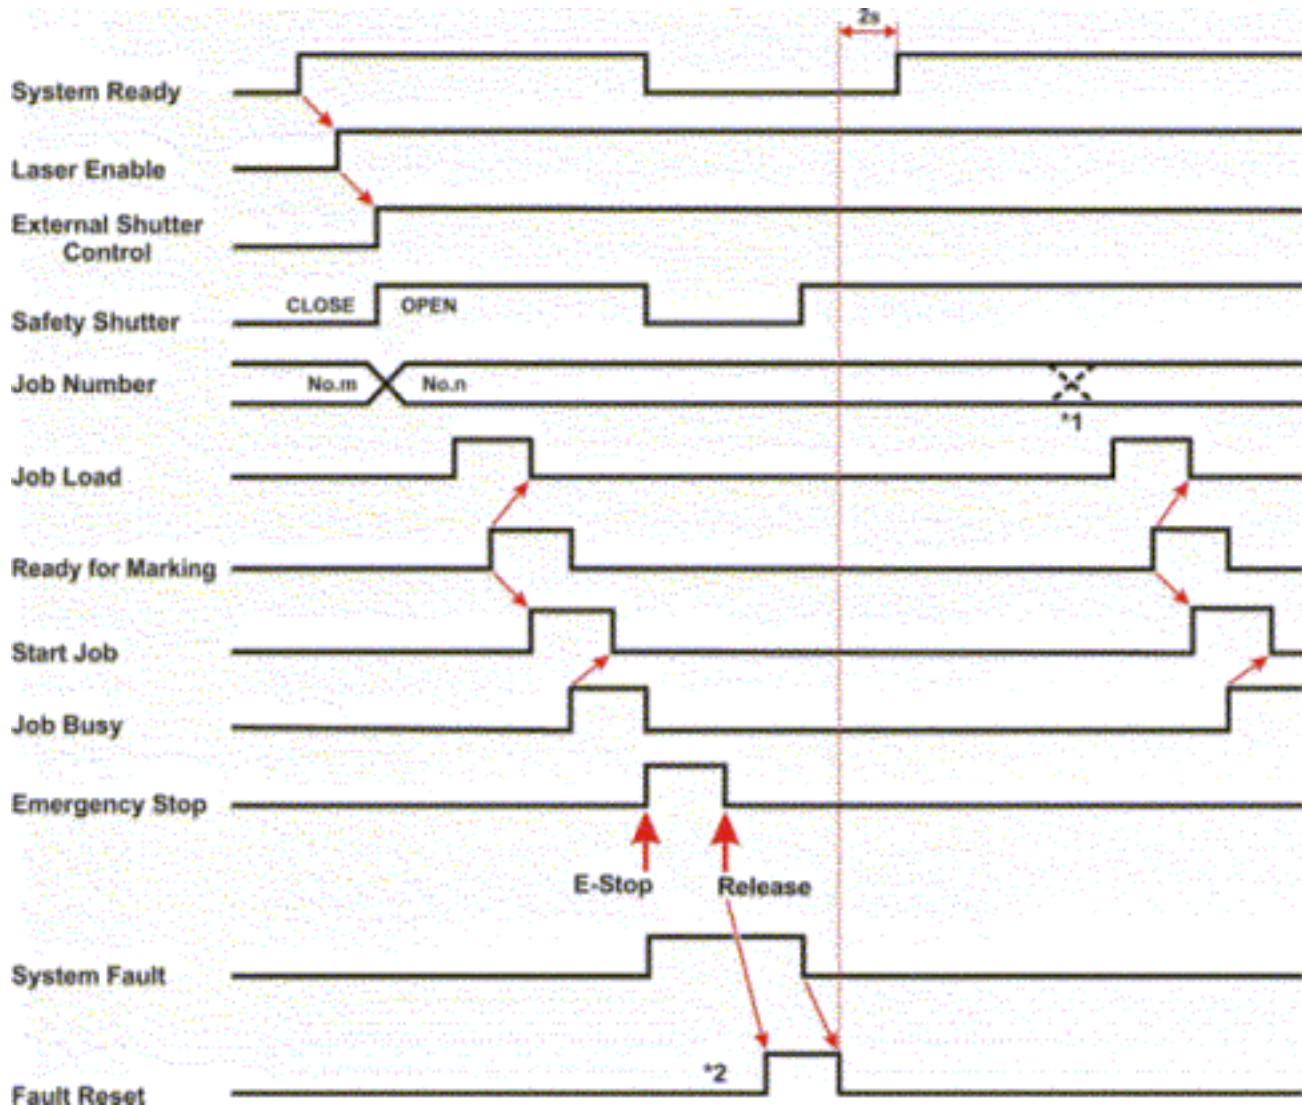 2s
System Ready
Laser Enable
External Shutter
Control
CLOSE OPEN
Safety Shutter
Job Number
No.m No.n
*1
Job Load
Ready for Marking
Start Job
Job Busy
Emergency Stop
E-Stop Release
System Fault
*2
Fault Reset